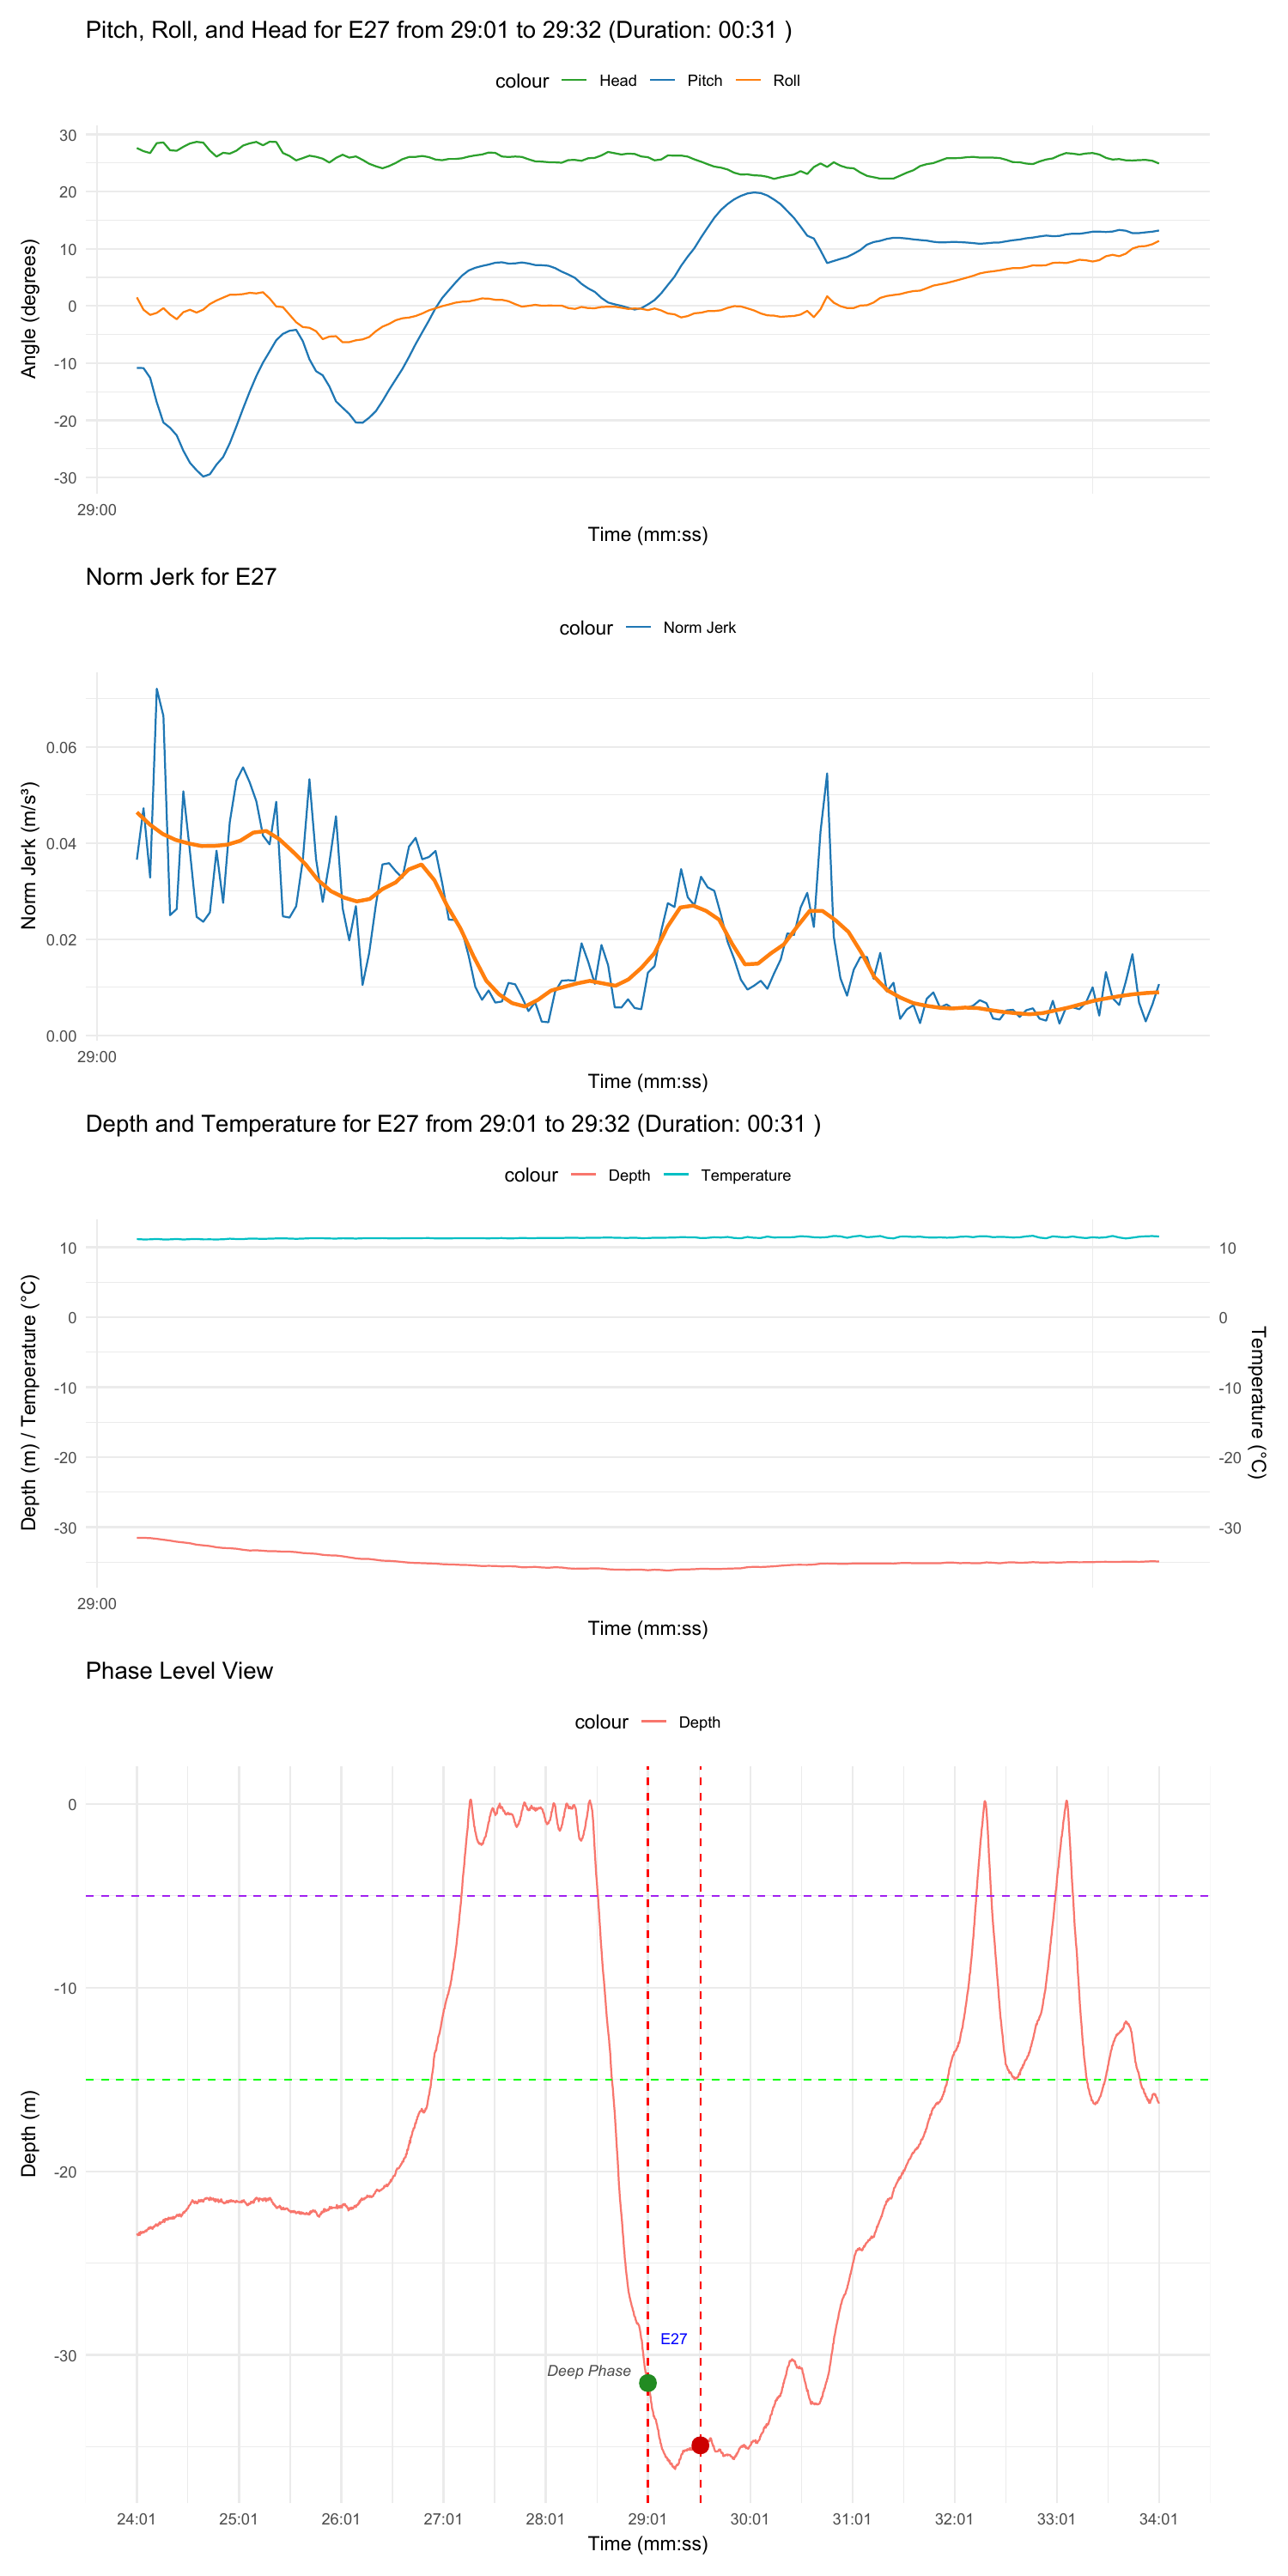 Pitch, Roll, and Head for E27 from 29:01 to 29:32 (Duration: 00:31 )
colour Head Pitch Roll
30
20
10
0
-10
-20
-30
Angle (degrees)
29:00
Time (mm:ss)
Norm Jerk for E27
colour Norm Jerk
0.06
0.04
0.02
0.00
Norm Jerk (m/s³)
29:00
Time (mm:ss)
Depth and Temperature for E27 from 29:01 to 29:32 (Duration: 00:31 )
colour Depth Temperature
10 10
0 0
-10 -10
-20 -20
-30 -30
Depth (m) / Temperature (°C)
Temperature (°C)
29:00
Time (mm:ss)
Phase Level View
colour Depth
0
-10
-20
-30
Depth (m)
E27
Deep Phase
24:01 25:01 26:01 27:01 28:01 29:01 30:01 31:01 32:01 33:01 34:01
Time (mm:ss)